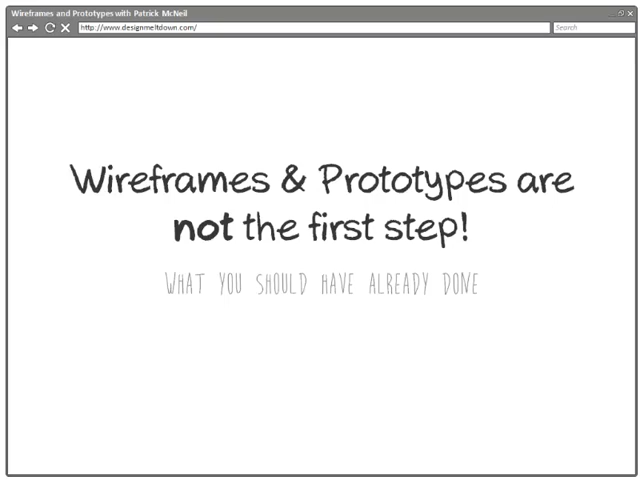 Wireframes and Prototypes with Patrick McNeil
http://www.designmeltdown.com/
Search
Wireframes & Prototypes are
not the first step!
WHAT YOU SHOULD HAVE ALREADY DONE